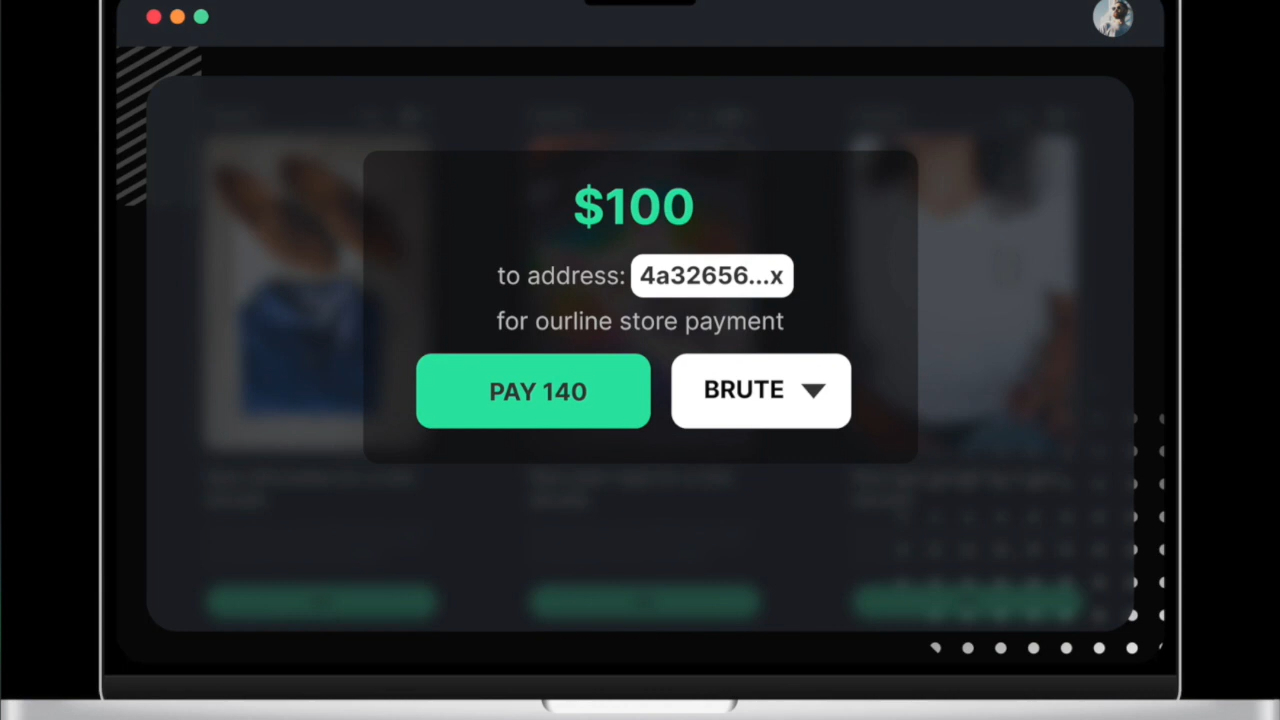 $100
to address: 4a32656...x
for ourline store payment
PAY 140
BRUTE